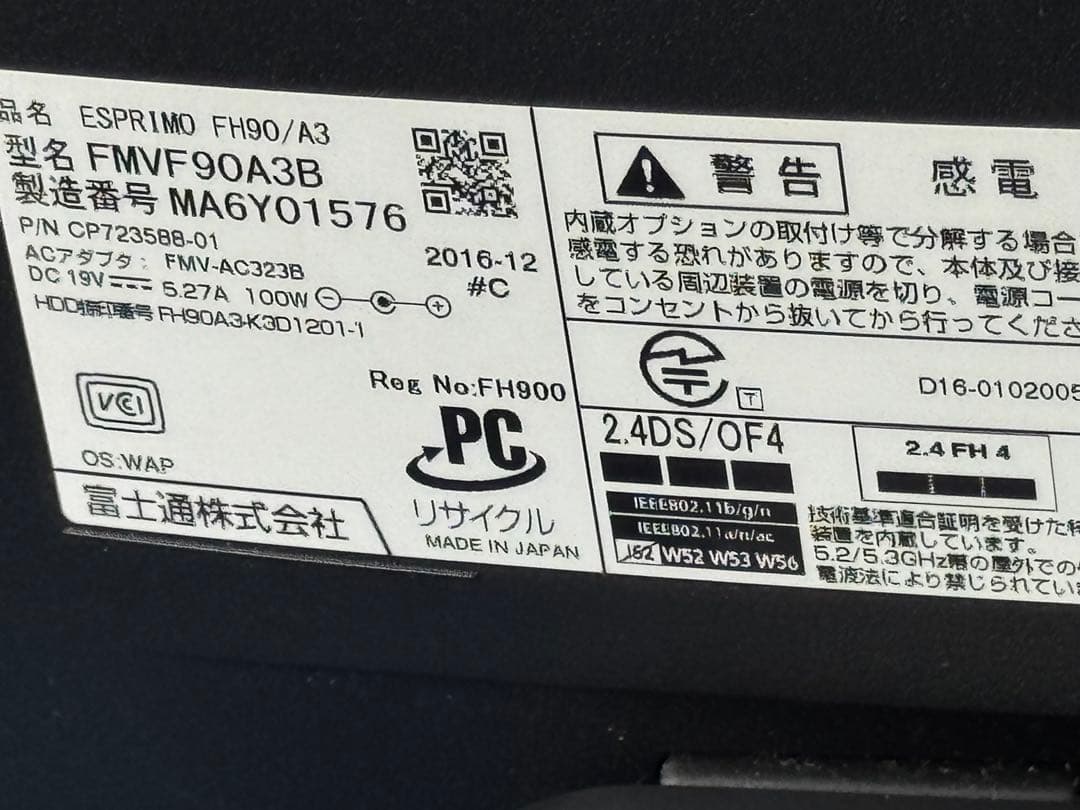 品名 ESPRIMO FH90/A3
型名 FMVF90A3B
製造番号 MA6Y01576
P/N CP723588-01
ACアダプタ: FMV-AC323B
2016-12
DC 19V 5.27A 100W
#C
FH90A3-K3D1201-1
Reg No:FH900
VCI
PC
OS:WAP
リサイクル
富士通株式会社
MADE IN JAPAN
警告 感電
内蔵オプションの取付け等で分解する場合
感電する恐れがありますので、本体及び接
している周辺装置の電源を切り、電源コー
をコンセントから抜いてから行ってくださ
D16-0102005
2.4DS/OF4
2.4 FH 4
IEEE802.11b/g/n
IEEE802.11a/n/ac
J52 W52 W53 W56
技術基準適合証明を受けた
装置を内蔵しています。
5.2/5.3GHz帯の屋外での
電波法により禁じられてい